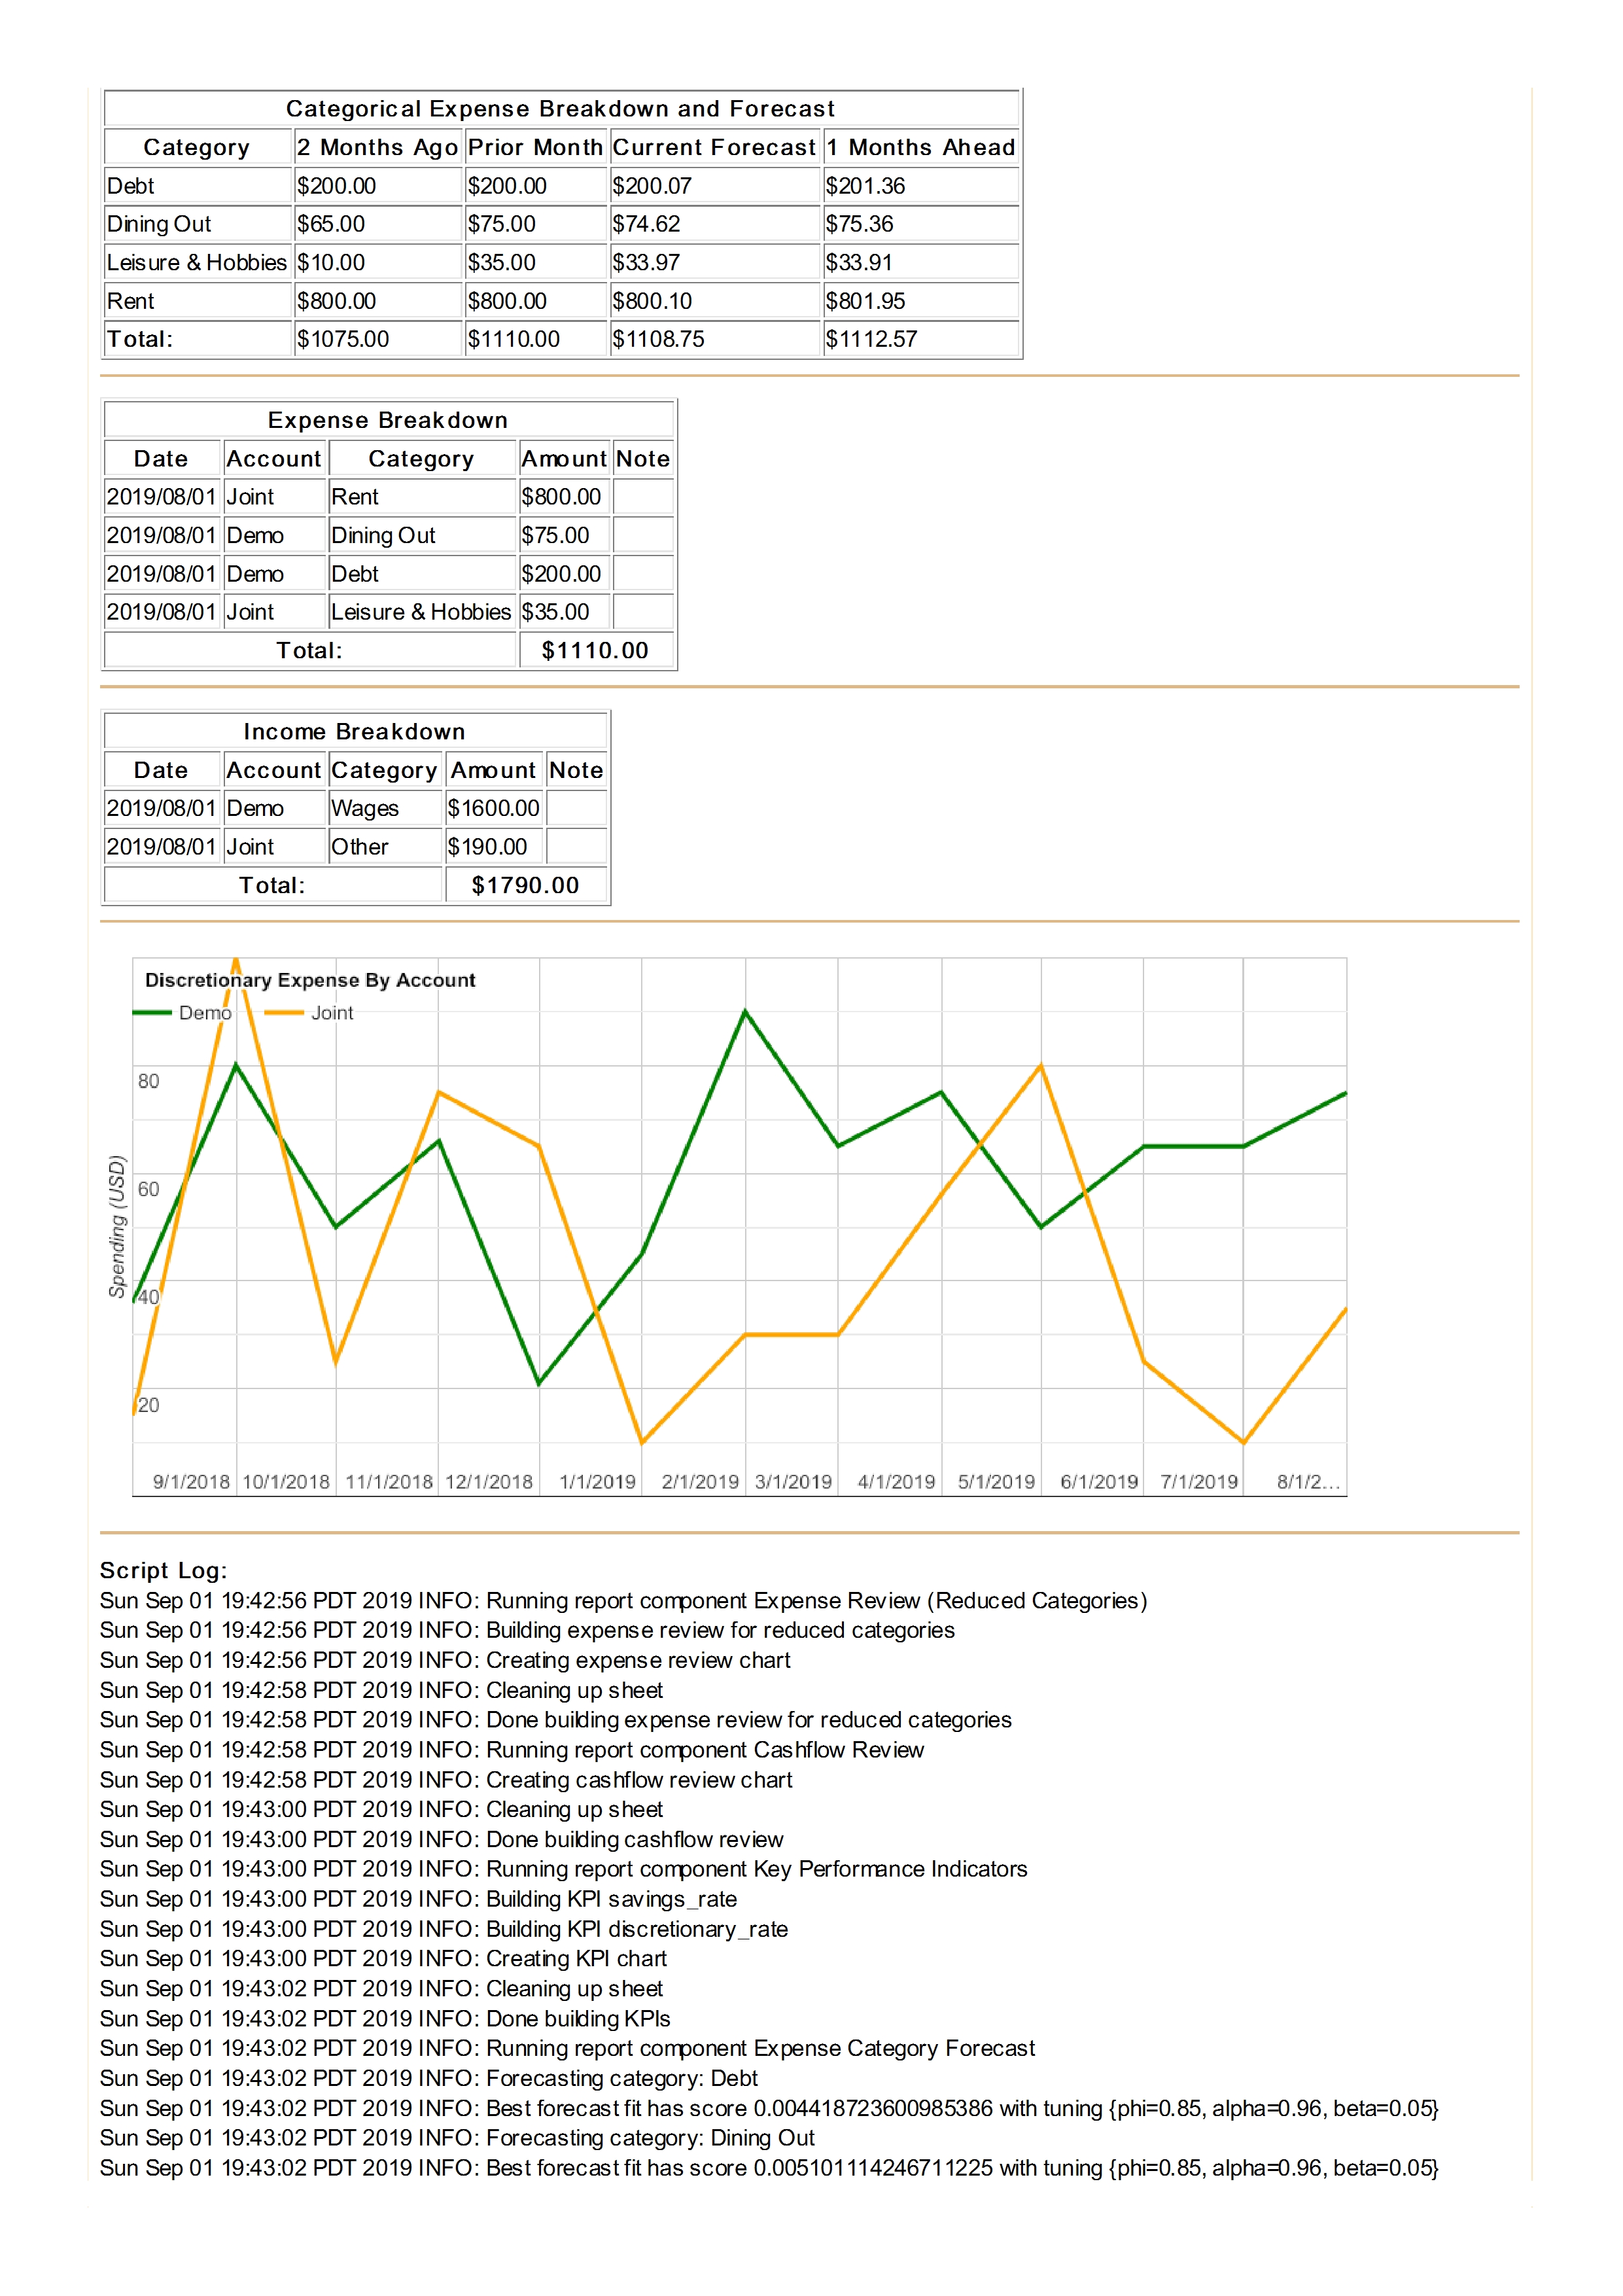 Categorical Expense Breakdown and Forecast
Category 2 Months Ago Prior Month Current Forecast 1 Months Ahead
Debt $200.00 $200.00 $200.07 $201.36
Dining Out $65.00 $75.00 $74.62 $75.36
Leisure & Hobbies $10.00 $35.00 $33.97 $33.91
Rent $800.00 $800.00 $800.10 $801.95
Total: $1075.00 $1110.00 $1108.75 $1112.57
Expense Breakdown
Date Account Category Amount Note
2019/08/01 Joint Rent $800.00
2019/08/01 Demo Dining Out $75.00
2019/08/01 Demo Debt $200.00
2019/08/01 Joint Leisure & Hobbies $35.00
Total: $1110.00
Income Breakdown
Date Account Category Amount Note
2019/08/01 Demo Wages $1600.00
2019/08/01 Joint Other $190.00
Total: $1790.00
Discretionary Expense By Account
Demo Joint
80
60
40
20
Spending (USD)
9/1/2018 10/1/2018 11/1/2018 12/1/2018 1/1/2019 2/1/2019 3/1/2019 4/1/2019 5/1/2019 6/1/2019 7/1/2019 8/1/2...
Script Log:
Sun Sep 01 19:42:56 PDT 2019 INFO: Running report component Expense Review (Reduced Categories)
Sun Sep 01 19:42:56 PDT 2019 INFO: Building expense review for reduced categories
Sun Sep 01 19:42:56 PDT 2019 INFO: Creating expense review chart
Sun Sep 01 19:42:58 PDT 2019 INFO: Cleaning up sheet
Sun Sep 01 19:42:58 PDT 2019 INFO: Done building expense review for reduced categories
Sun Sep 01 19:42:58 PDT 2019 INFO: Running report component Cashflow Review
Sun Sep 01 19:42:58 PDT 2019 INFO: Creating cashflow review chart
Sun Sep 01 19:43:00 PDT 2019 INFO: Cleaning up sheet
Sun Sep 01 19:43:00 PDT 2019 INFO: Done building cashflow review
Sun Sep 01 19:43:00 PDT 2019 INFO: Running report component Key Performance Indicators
Sun Sep 01 19:43:00 PDT 2019 INFO: Building KPI savings_rate
Sun Sep 01 19:43:00 PDT 2019 INFO: Building KPI discretionary_rate
Sun Sep 01 19:43:00 PDT 2019 INFO: Creating KPI chart
Sun Sep 01 19:43:02 PDT 2019 INFO: Cleaning up sheet
Sun Sep 01 19:43:02 PDT 2019 INFO: Done building KPIs
Sun Sep 01 19:43:02 PDT 2019 INFO: Running report component Expense Category Forecast
Sun Sep 01 19:43:02 PDT 2019 INFO: Forecasting category: Debt
Sun Sep 01 19:43:02 PDT 2019 INFO: Best forecast fit has score 0.004418723600985386 with tuning {phi=0.85, alpha=0.96, beta=0.05}
Sun Sep 01 19:43:02 PDT 2019 INFO: Forecasting category: Dining Out
Sun Sep 01 19:43:02 PDT 2019 INFO: Best forecast fit has score 0.005101114246711225 with tuning {phi=0.85, alpha=0.96, beta=0.05}